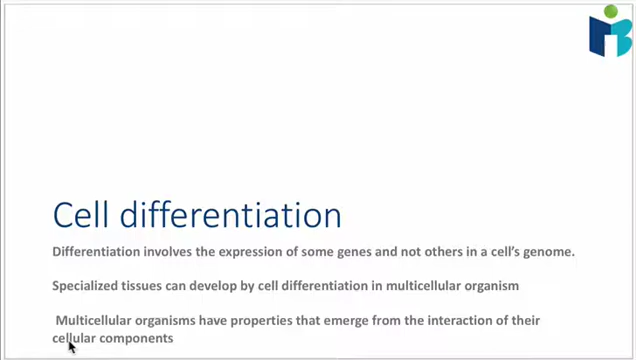 Cell differentiation
Differentiation involves the expression of some genes and not others in a cell's genome.
Specialized tissues can develop by cell differentiation in multicellular organism
Multicellular organisms have properties that emerge from the interaction of their
cellular components